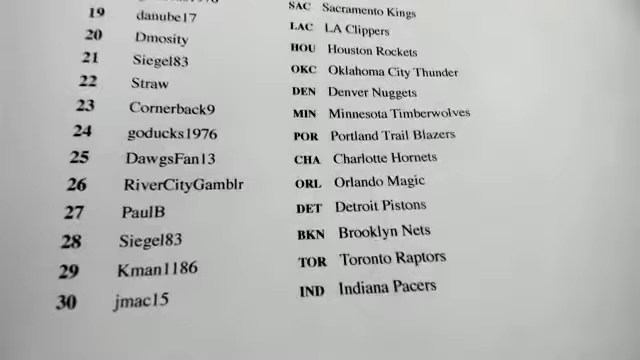 SAC Sacramento Kings
19 danube17 LAC LA Clippers
20 Dmosity HOU Houston Rockets
21 Siegel83 OKC Oklahoma City Thunder
22 Straw DEN Denver Nuggets
23 Cornerback9 MIN Minnesota Timberwolves
24 goducks1976 POR Portland Trail Blazers
25 DawgsFan13 CHA Charlotte Hornets
26 RiverCityGamblr ORL Orlando Magic
27 PaulB DET Detroit Pistons
28 Siegel83 BKN Brooklyn Nets
29 Kman1186 TOR Toronto Raptors
30 jmac15 IND Indiana Pacers